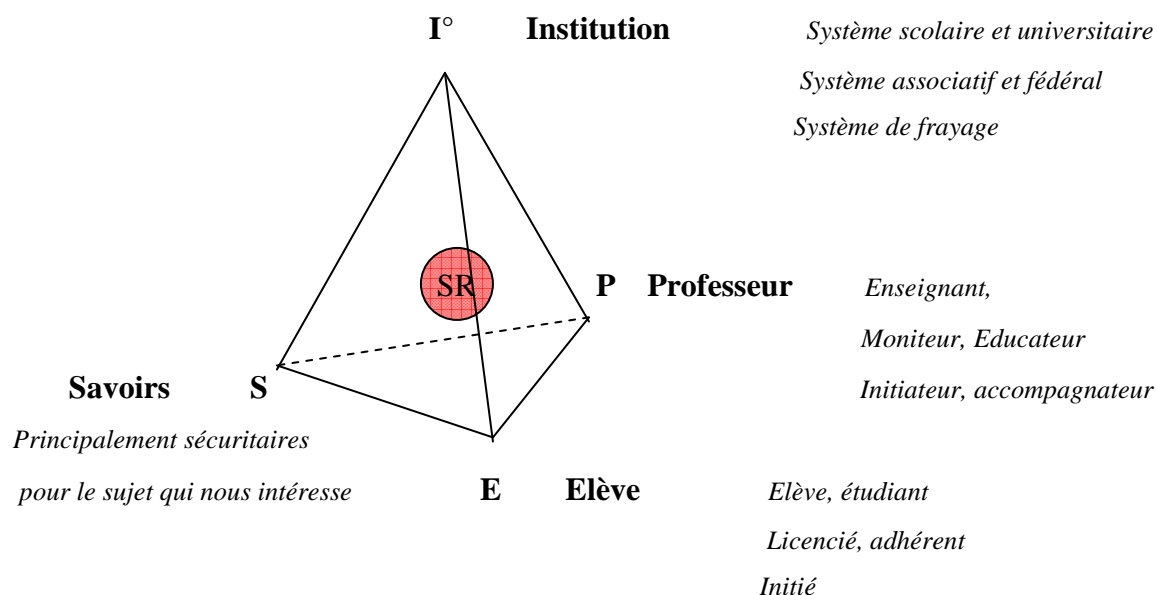 I° Institution Système scolaire et universitaire
Système associatif et fédéral
Système de frayage
SR
P Professeur Enseignant,
Moniteur, Educateur
Savoirs S Initiateur, accompagnateur
Principalement sécuritaires
pour le sujet qui nous intéresse E Elève Elève, étudiant
Licencié, adhérent
Initié